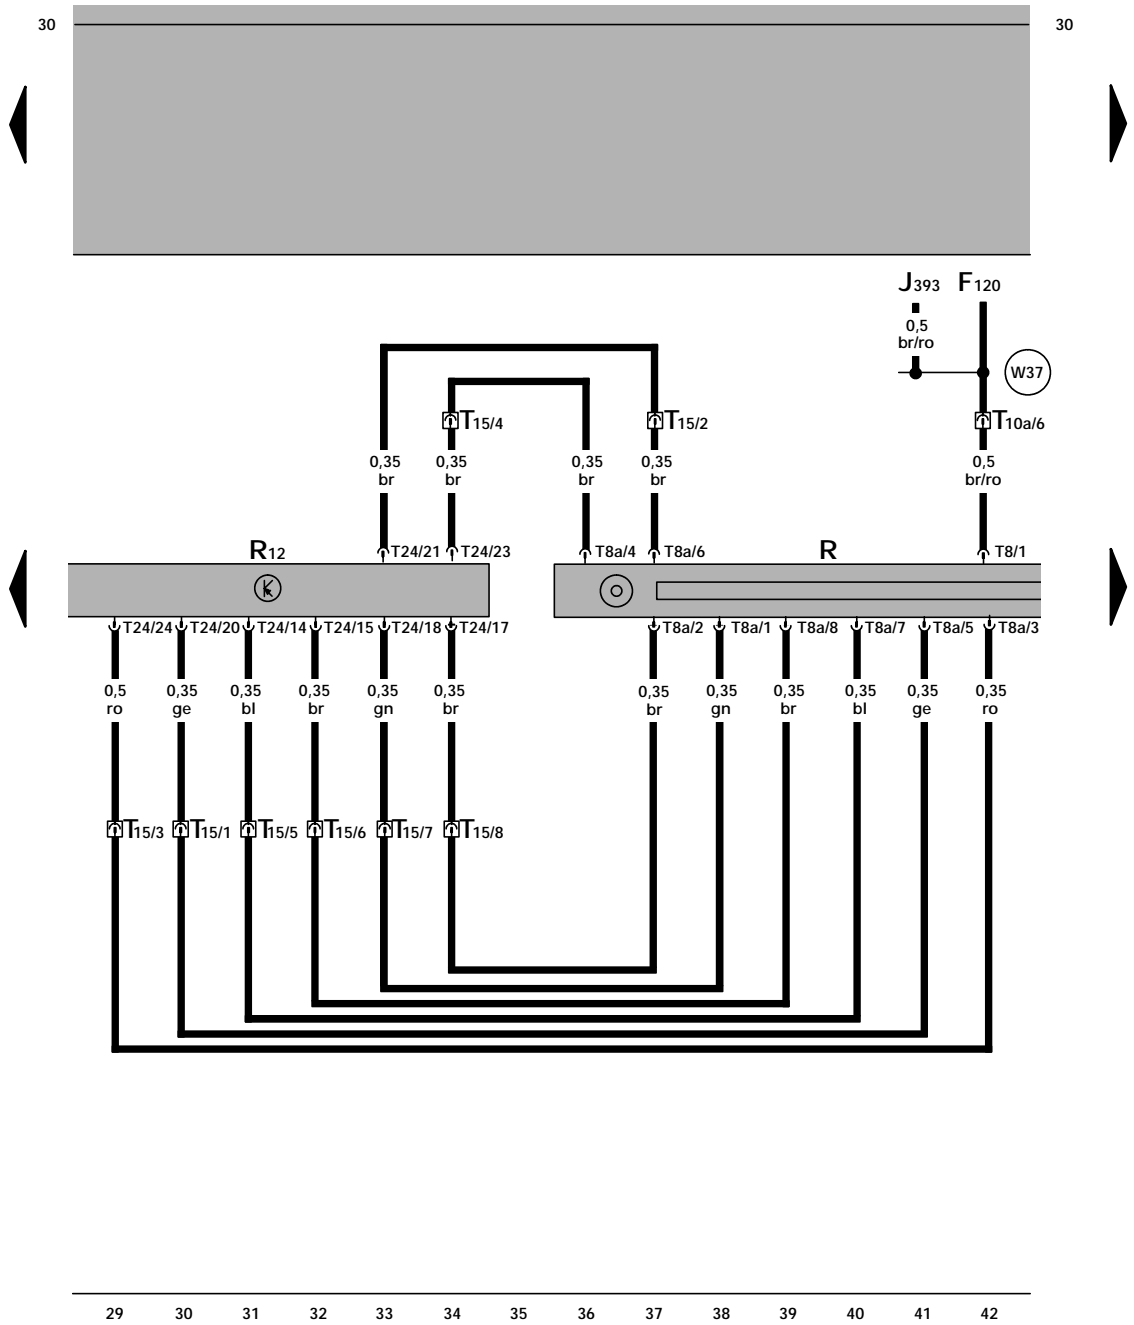 30 30
J393 F120
0,5
br/ro
W37
T15/4 T15/2 T10a/6
0,35 0,35 0,35 0,35 0,5
br br br br br/ro
R12 T24/21 T24/23 T8a/4 T8a/6 R T8/1
T24/24 T24/20 T24/14 T24/15 T24/18 T24/17 T8a/2 T8a/1 T8a/8 T8a/7 T8a/5 T8a/3
0,5 0,35 0,35 0,35 0,35 0,35 0,35 0,35 0,35 0,35 0,35 0,35
ro ge bl br gn br br gn br bl ge ro
T15/3 T15/1 T15/5 T15/6 T15/7 T15/8
29 30 31 32 33 34 35 36 37 38 39 40 41 42